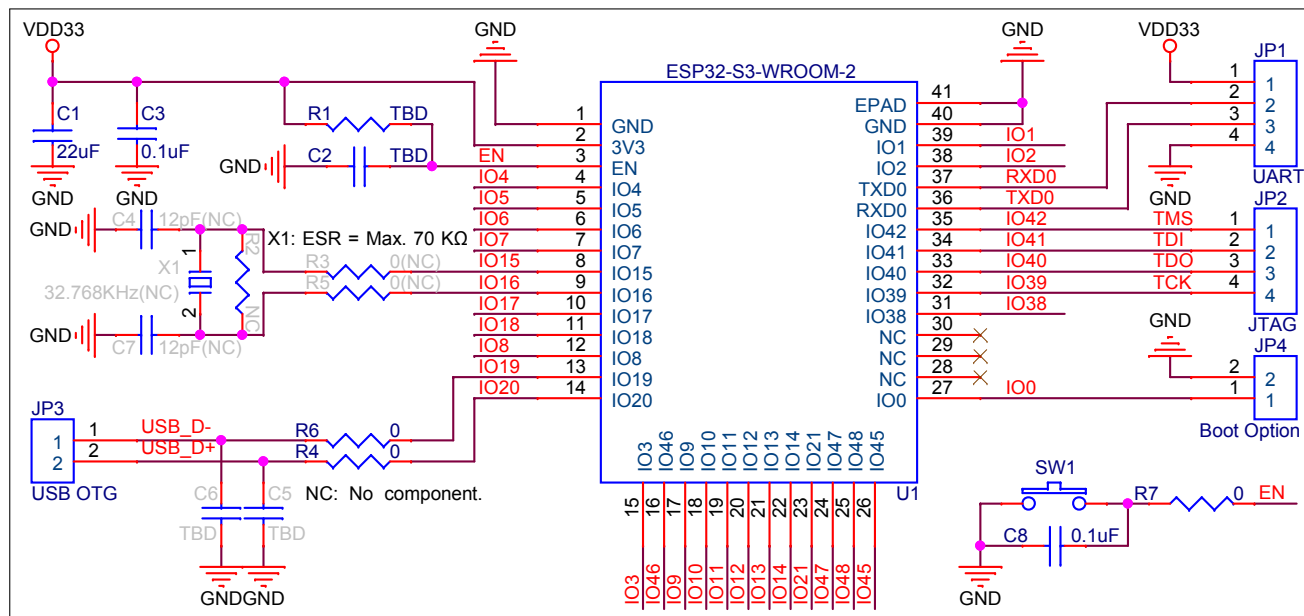 VDD33
GND
GND
VDD33
ESP32-S3-WROOM-2
JP1
C1
22uF
GND
C3
0.1uF
GND
R1
TBD
C2
TBD
GND
EN
IO4
IO5
IO6
IO7
IO15
IO16
IO17
IO18
IO8
IO19
IO20
1
2
3
4
5
6
7
8
9
10
11
12
13
14
GND
3V3
EN
IO4
IO5
IO6
IO7
IO15
IO16
IO17
IO18
IO8
IO19
IO20
EPAD
GND
IO1
IO2
TXD0
RXD0
IO42
IO41
IO40
IO39
IO38
NC
NC
NC
IO0
41
40
39
38
37
36
35
34
33
32
31
30
29
28
27
IO1
IO2
RXD0
TXD0
IO42
IO41
IO40
IO39
IO38
IO0
TMS
TDI
TDO
TCK
1
2
3
4
1
2
3
4
UART
GND
JP2
1
2
3
4
1
2
3
4
JTAG
GND
JP4
2
1
2
1
Boot Option
GND
C4
12pF(NC)
X1
1
2
32.768KHz(NC)
R2
NC
X1: ESR = Max. 70 KΩ
R3
0(NC)
R5
0(NC)
GND
C7
12pF(NC)
JP3
1
2
1
2
USB OTG
USB_D-
USB_D+
R6
0
R4
0
C6
TBD
C5
TBD
NC: No component.
GND
GND
IO3
IO46
IO9
IO10
IO11
IO12
IO13
IO14
IO21
IO47
IO48
IO45
U1
15
16
17
18
19
20
21
22
23
24
25
26
IO3
IO46
IO9
IO10
IO11
IO12
IO13
IO14
IO21
IO47
IO48
IO45
SW1
R7
0
EN
C8
0.1uF
GND